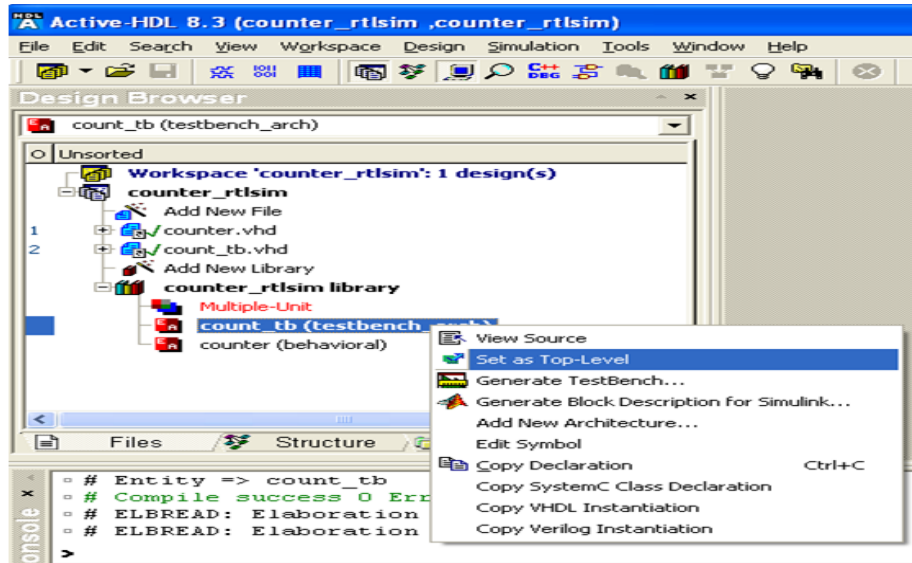 Active-HDL 8.3 (counter_rtlsim ,counter_rtlsim)
File Edit Search View Workspace Design Simulation Tools Window Help
Design Browser
count_tb (testbench_arch)
O Unsorted
Workspace 'counter_rtlsim': 1 design(s)
counter_rtlsim
Add New File
1 counter.vhd
2 count_tb.vhd
Add New Library
counter_rtlsim library
Multiple-Unit
count_tb (testbench_arch)
counter (behavioral)
View Source
Set as Top-Level
Generate TestBench...
Generate Block Description for Simulink...
Add New Architecture...
Edit Symbol
Copy Declaration Ctrl+C
Copy SystemC Class Declaration
Copy VHDL Instantiation
Copy Verilog Instantiation
Files Structure
# Entity => count_tb
# Compile success 0 Err
# ELBREAD: Elaboration
# ELBREAD: Elaboration
>
onsole